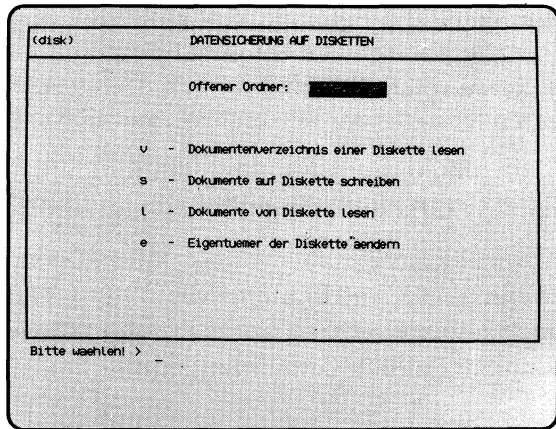 (disk) DATENSICHERUNG AUF DISKETTEN
Offener Ordner:
v - Dokumentenverzeichnis einer Diskette lesen
s - Dokumente auf Diskette schreiben
l - Dokumente von Diskette lesen
e - Eigentuemer der Diskette aendern
Bitte waehlen! > _